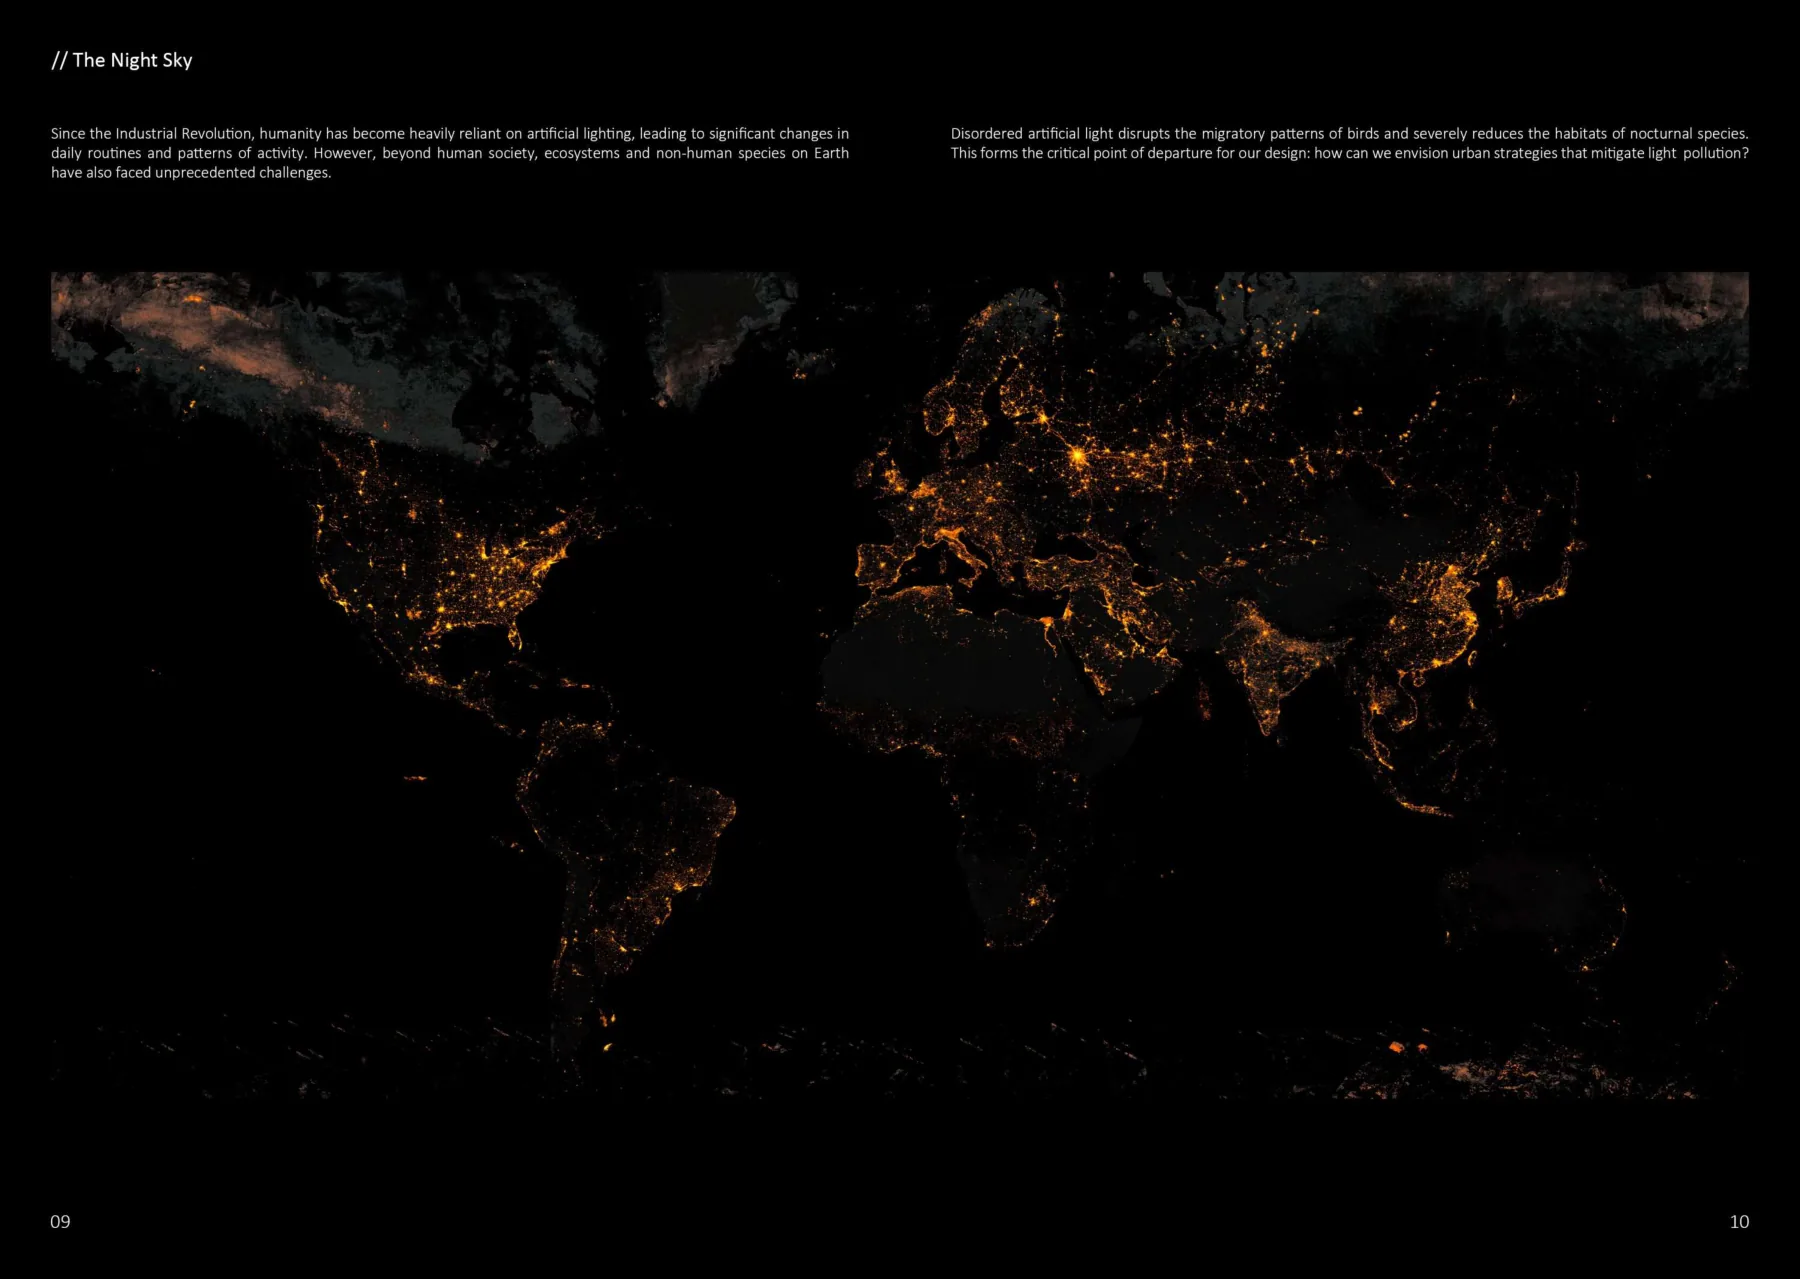 // The Night Sky
Since the Industrial Revolution, humanity has become heavily reliant on artificial lighting, leading to significant changes in
daily routines and patterns of activity. However, beyond human society, ecosystems and non-human species on Earth
have also faced unprecedented challenges.
Disordered artificial light disrupts the migratory patterns of birds and severely reduces the habitats of nocturnal species.
This forms the critical point of departure for our design: how can we envision urban strategies that mitigate light pollution?
09
10